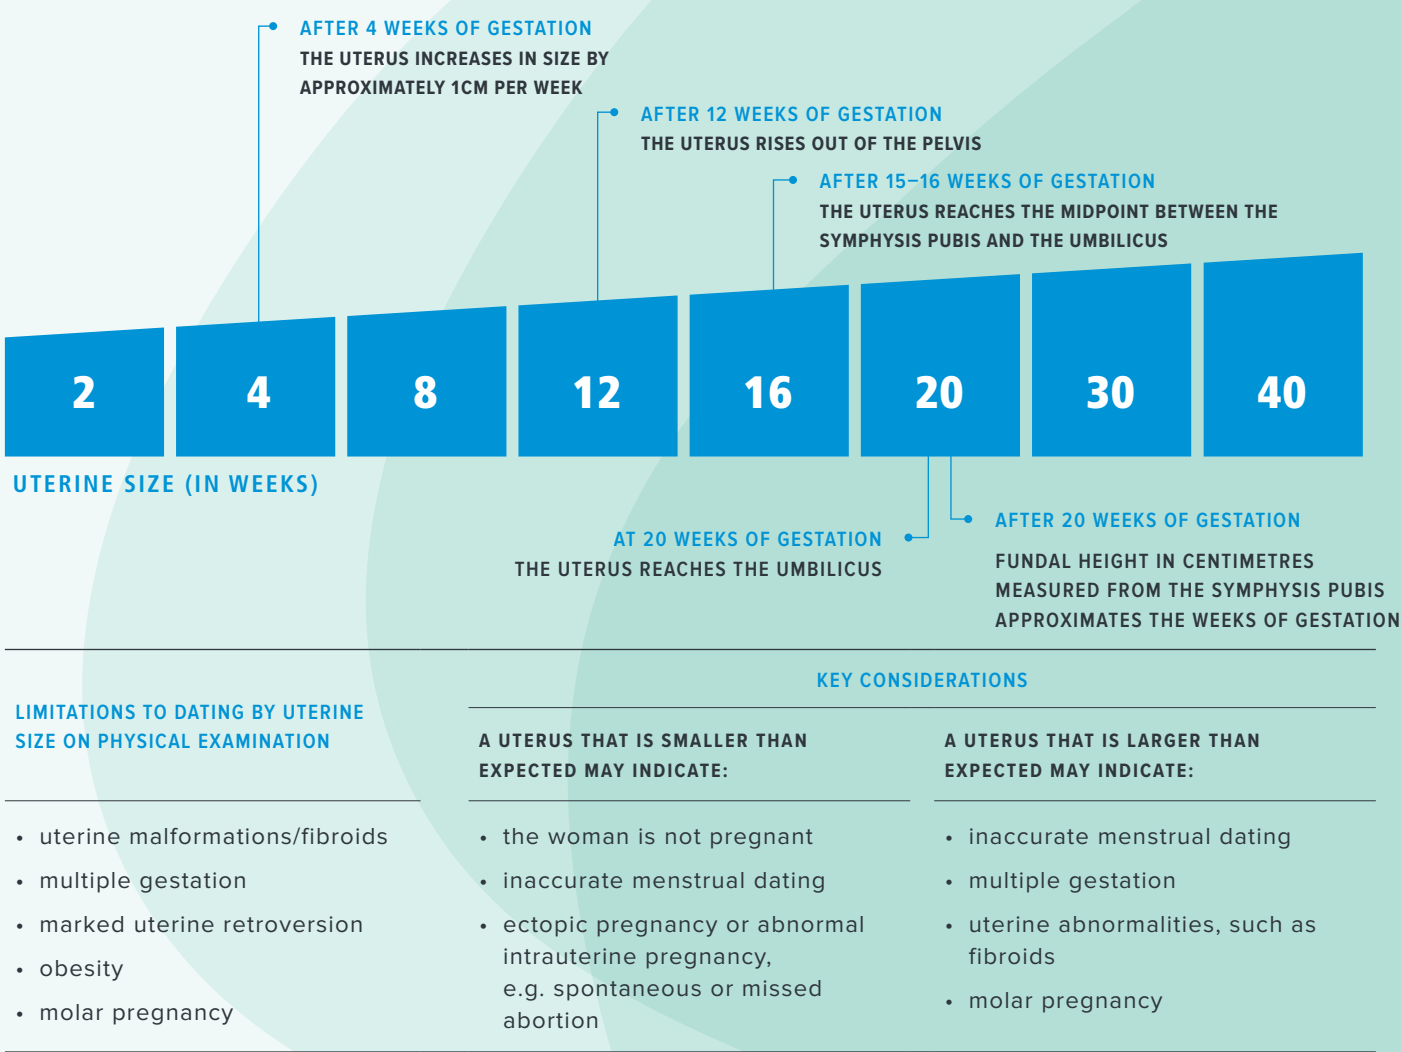 AFTER 4 WEEKS OF GESTATION
THE UTERUS INCREASES IN SIZE BY
APPROXIMATELY 1CM PER WEEK
AFTER 12 WEEKS OF GESTATION
THE UTERUS RISES OUT OF THE PELVIS
AFTER 15–16 WEEKS OF GESTATION
THE UTERUS REACHES THE MIDPOINT BETWEEN THE
SYMPHYSIS PUBIS AND THE UMBILICUS
2 4 8 12 16 20 30 40
UTERINE SIZE (IN WEEKS)
AT 20 WEEKS OF GESTATION
THE UTERUS REACHES THE UMBILICUS
AFTER 20 WEEKS OF GESTATION
FUNDAL HEIGHT IN CENTIMETRES
MEASURED FROM THE SYMPHYSIS PUBIS
APPROXIMATES THE WEEKS OF GESTATION
LIMITATIONS TO DATING BY UTERINE
SIZE ON PHYSICAL EXAMINATION
• uterine malformations/fibroids
• multiple gestation
• marked uterine retroversion
• obesity
• molar pregnancy
KEY CONSIDERATIONS
A UTERUS THAT IS SMALLER THAN
EXPECTED MAY INDICATE:
• the woman is not pregnant
• inaccurate menstrual dating
• ectopic pregnancy or abnormal
intrauterine pregnancy,
e.g. spontaneous or missed
abortion
A UTERUS THAT IS LARGER THAN
EXPECTED MAY INDICATE:
• inaccurate menstrual dating
• multiple gestation
• uterine abnormalities, such as
fibroids
• molar pregnancy